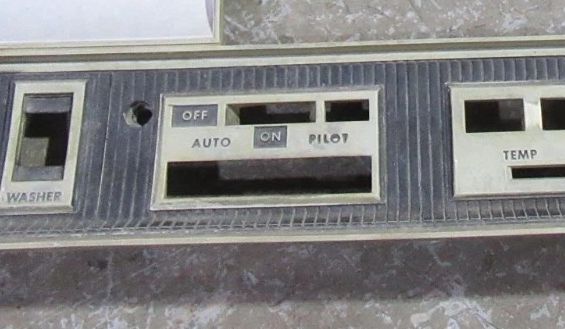 OFF
AUTO ON PILOT
WASHER
TEMP